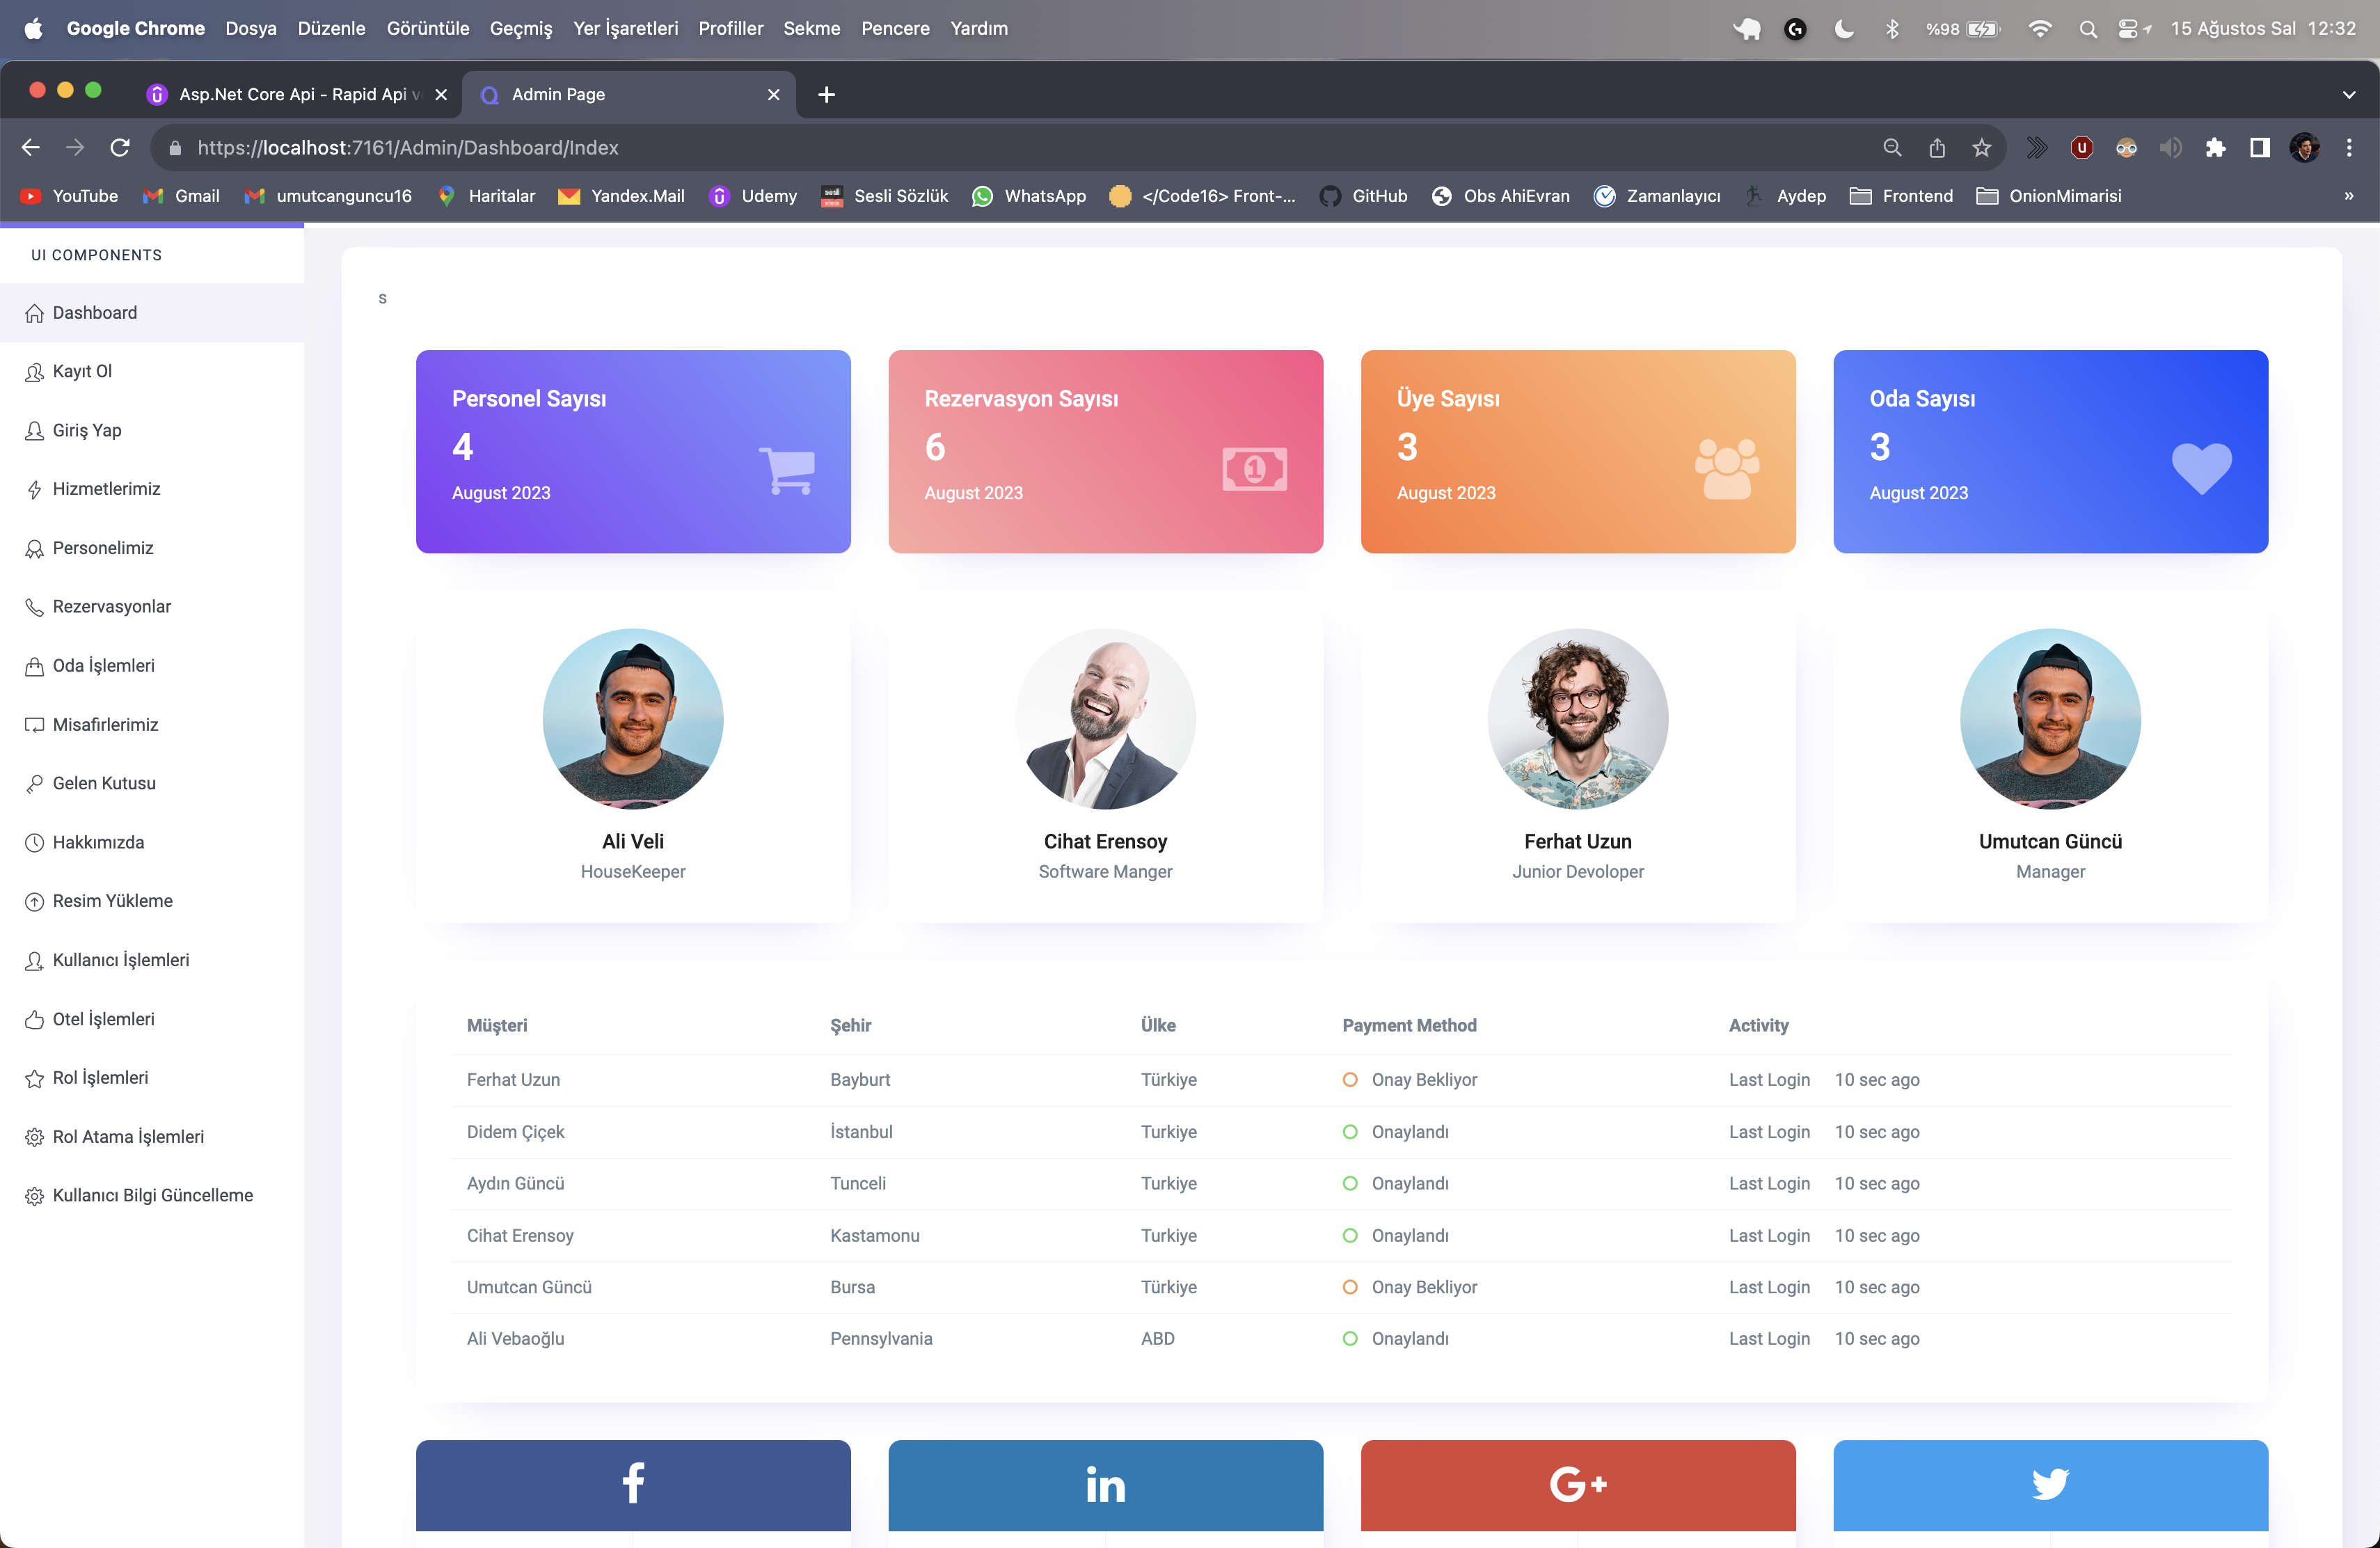 Google Chrome Dosya Düzenle Görüntüle Geçmiş Yer İşaretleri Profiller Sekme Pencere Yardım %98 15 Ağustos Sal 12:32
Asp.Net Core Api - Rapid Api Admin Page
https://localhost:7161/Admin/Dashboard/Index
YouTube Gmail umutcanguncu16 Haritalar Yandex.Mail Udemy Sesli Sözlük WhatsApp </Code16> Front-... GitHub Obs AhiEvran Zamanlayıcı Aydep Frontend OnionMimarisi »
UI COMPONENTS
Dashboard
Kayıt Ol
Giriş Yap
Hizmetlerimiz
Personelimiz
Rezervasyonlar
Oda İşlemleri
Misafirlerimiz
Gelen Kutusu
Hakkımızda
Resim Yükleme
Kullanıcı İşlemleri
Otel İşlemleri
Rol İşlemleri
Rol Atama İşlemleri
Kullanıcı Bilgi Güncelleme
s
Personel Sayısı
4
August 2023
Rezervasyon Sayısı
6
August 2023
Üye Sayısı
3
August 2023
Oda Sayısı
3
August 2023
Ali Veli
HouseKeeper
Cihat Erensoy
Software Manger
Ferhat Uzun
Junior Devoloper
Umutcan Güncü
Manager
Müşteri Şehir Ülke Payment Method Activity
Ferhat Uzun Bayburt Türkiye Onay Bekliyor Last Login 10 sec ago
Didem Çiçek İstanbul Turkiye Onaylandı Last Login 10 sec ago
Aydın Güncü Tunceli Turkiye Onaylandı Last Login 10 sec ago
Cihat Erensoy Kastamonu Turkiye Onaylandı Last Login 10 sec ago
Umutcan Güncü Bursa Türkiye Onay Bekliyor Last Login 10 sec ago
Ali Vebaoğlu Pennsylvania ABD Onaylandı Last Login 10 sec ago
f in G+